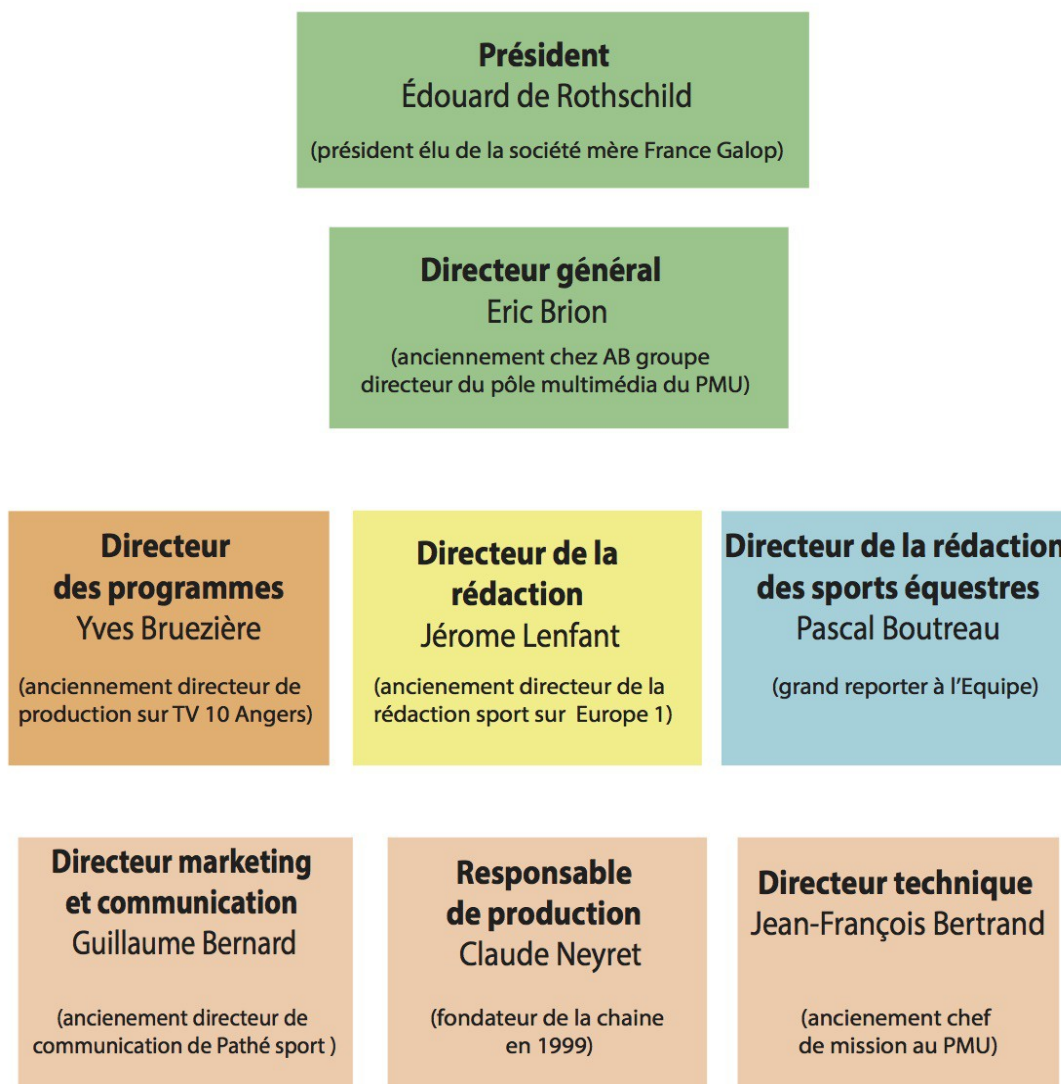 Président
Édouard de Rothschild
(président élu de la société mère France Galop)
Directeur général
Eric Brion
(anciennement chez AB groupe
directeur du pôle multimédia du PMU)
Directeur
des programmes
Yves Bruezière
(anciennement directeur de
production sur TV 10 Angers)
Directeur de la
rédaction
Jérome Lenfant
(ancienement directeur de la
rédaction sport sur Europe 1)
Directeur de la rédaction
des sports équestres
Pascal Boutreau
(grand reporter à l’Equipe)
Directeur marketing
et communication
Guillaume Bernard
(ancienement directeur de
communication de Pathé sport )
Responsable
de production
Claude Neyret
(fondateur de la chaine
en 1999)
Directeur technique
Jean-François Bertrand
(ancienement chef
de mission au PMU)